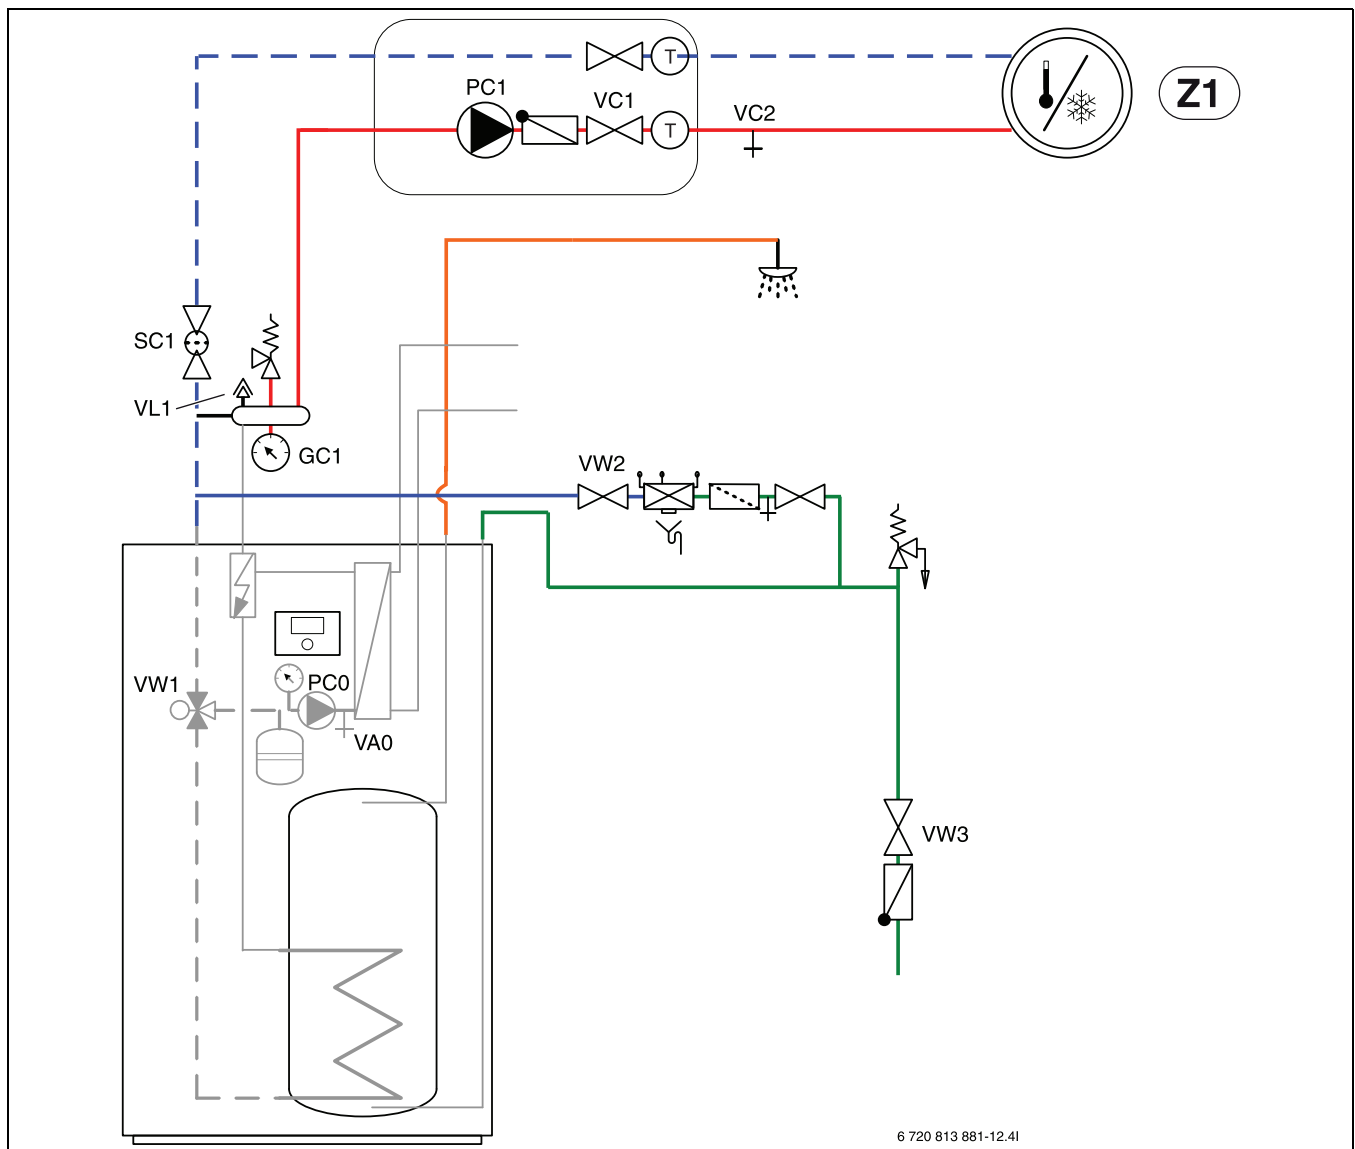 T
PC1
VC1
T
VC2
Z1
SC1
VL1
GC1
VW2
VW1
PC0
VA0
VW3
6 720 813 881-12.4I